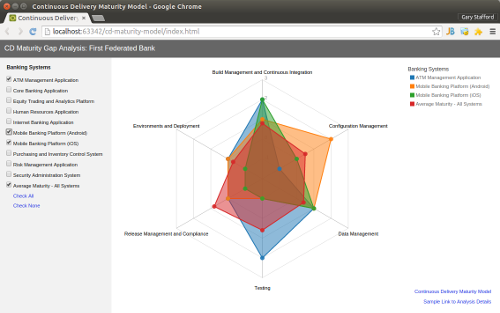 Continuous Delivery Maturity Model - Google Chrome
Continuous Delivery
Gary Stafford
localhost:63342/cd-maturity-model/index.html
CD Maturity Gap Analysis: First Federated Bank
Banking Systems
ATM Management Application
Core Banking Application
Equity Trading and Analytics Platform
Human Resources Application
Internet Banking Application
Mobile Banking Platform (Android)
Mobile Banking Platform (iOS)
Purchasing and Inventory Control System
Risk Management Application
Security Administration System
Average Maturity - All Systems
Check All
Check None
Build Management and Continuous Integration
Environments and Deployment
Configuration Management
Release Management and Compliance
Data Management
Testing
Banking Systems
ATM Management Application
Mobile Banking Platform (Android)
Mobile Banking Platform (iOS)
Average Maturity - All Systems
Continuous Delivery Maturity Model
Sample Link to Analysis Details